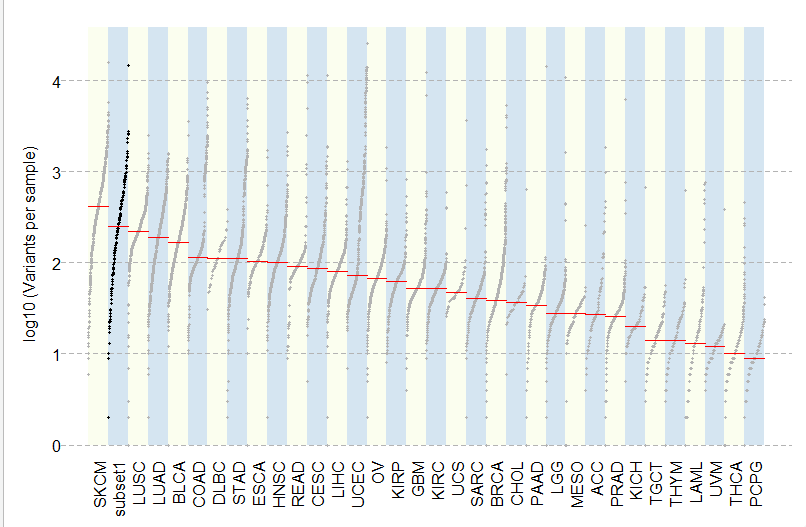 log10 (Variants per sample)
4
3
2
1
0
SKCM
subset1
LUSC
LUAD
BLCA
COAD
DLBC
STAD
ESCA
HNSC
READ
CESC
LIHC
UCEC
OV
KIRP
GBM
KIRC
UCS
SARC
BRCA
CHOL
PAAD
LGG
MESO
ACC
PRAD
KICH
TGCT
THYM
LAML
UVM
THCA
PCPG